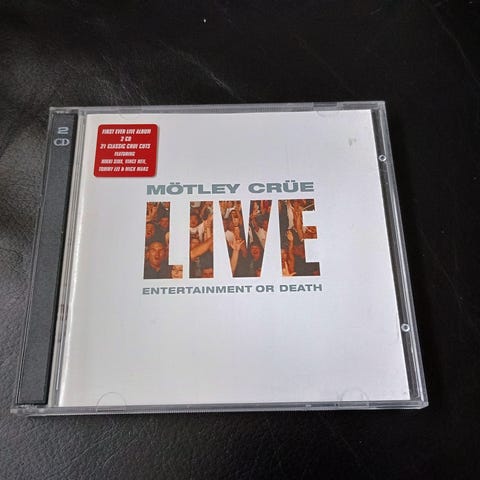 2
CD
FIRST EVER LIVE ALBUM
2 CD
21 CLASSIC CRUE CUTS
FEATURING
NIKKI SIXX, VINCE NEIL,
TOMMY LEE & MICK MARS
MÖTLEY CRÜE
LIVE
ENTERTAINMENT OR DEATH